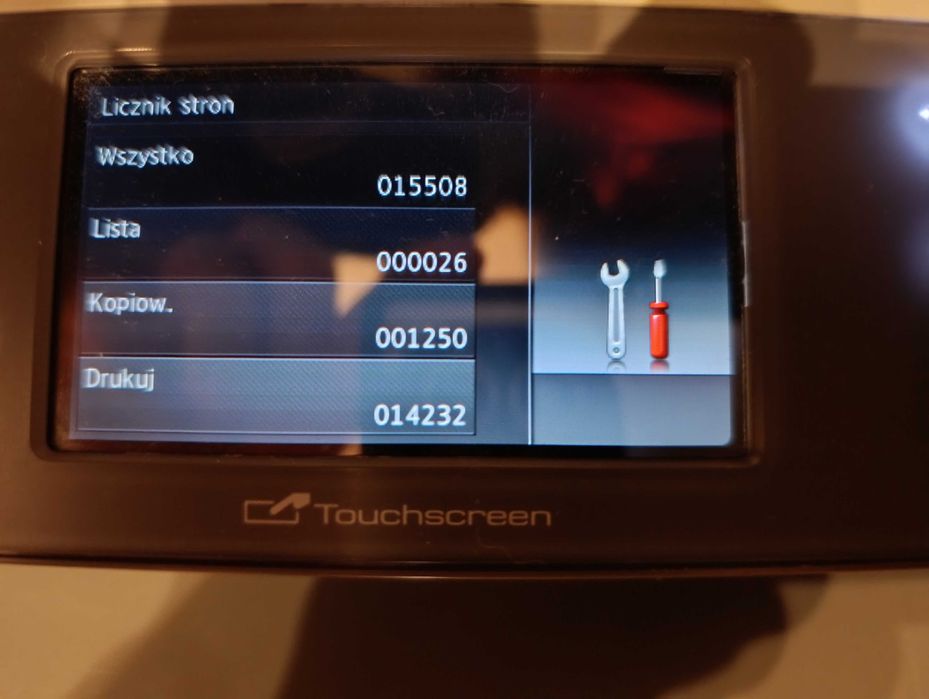 Licznik stron
Wszystko
015508
Lista
000026
Kopiow.
001250
Drukuj
014232
Touchscreen